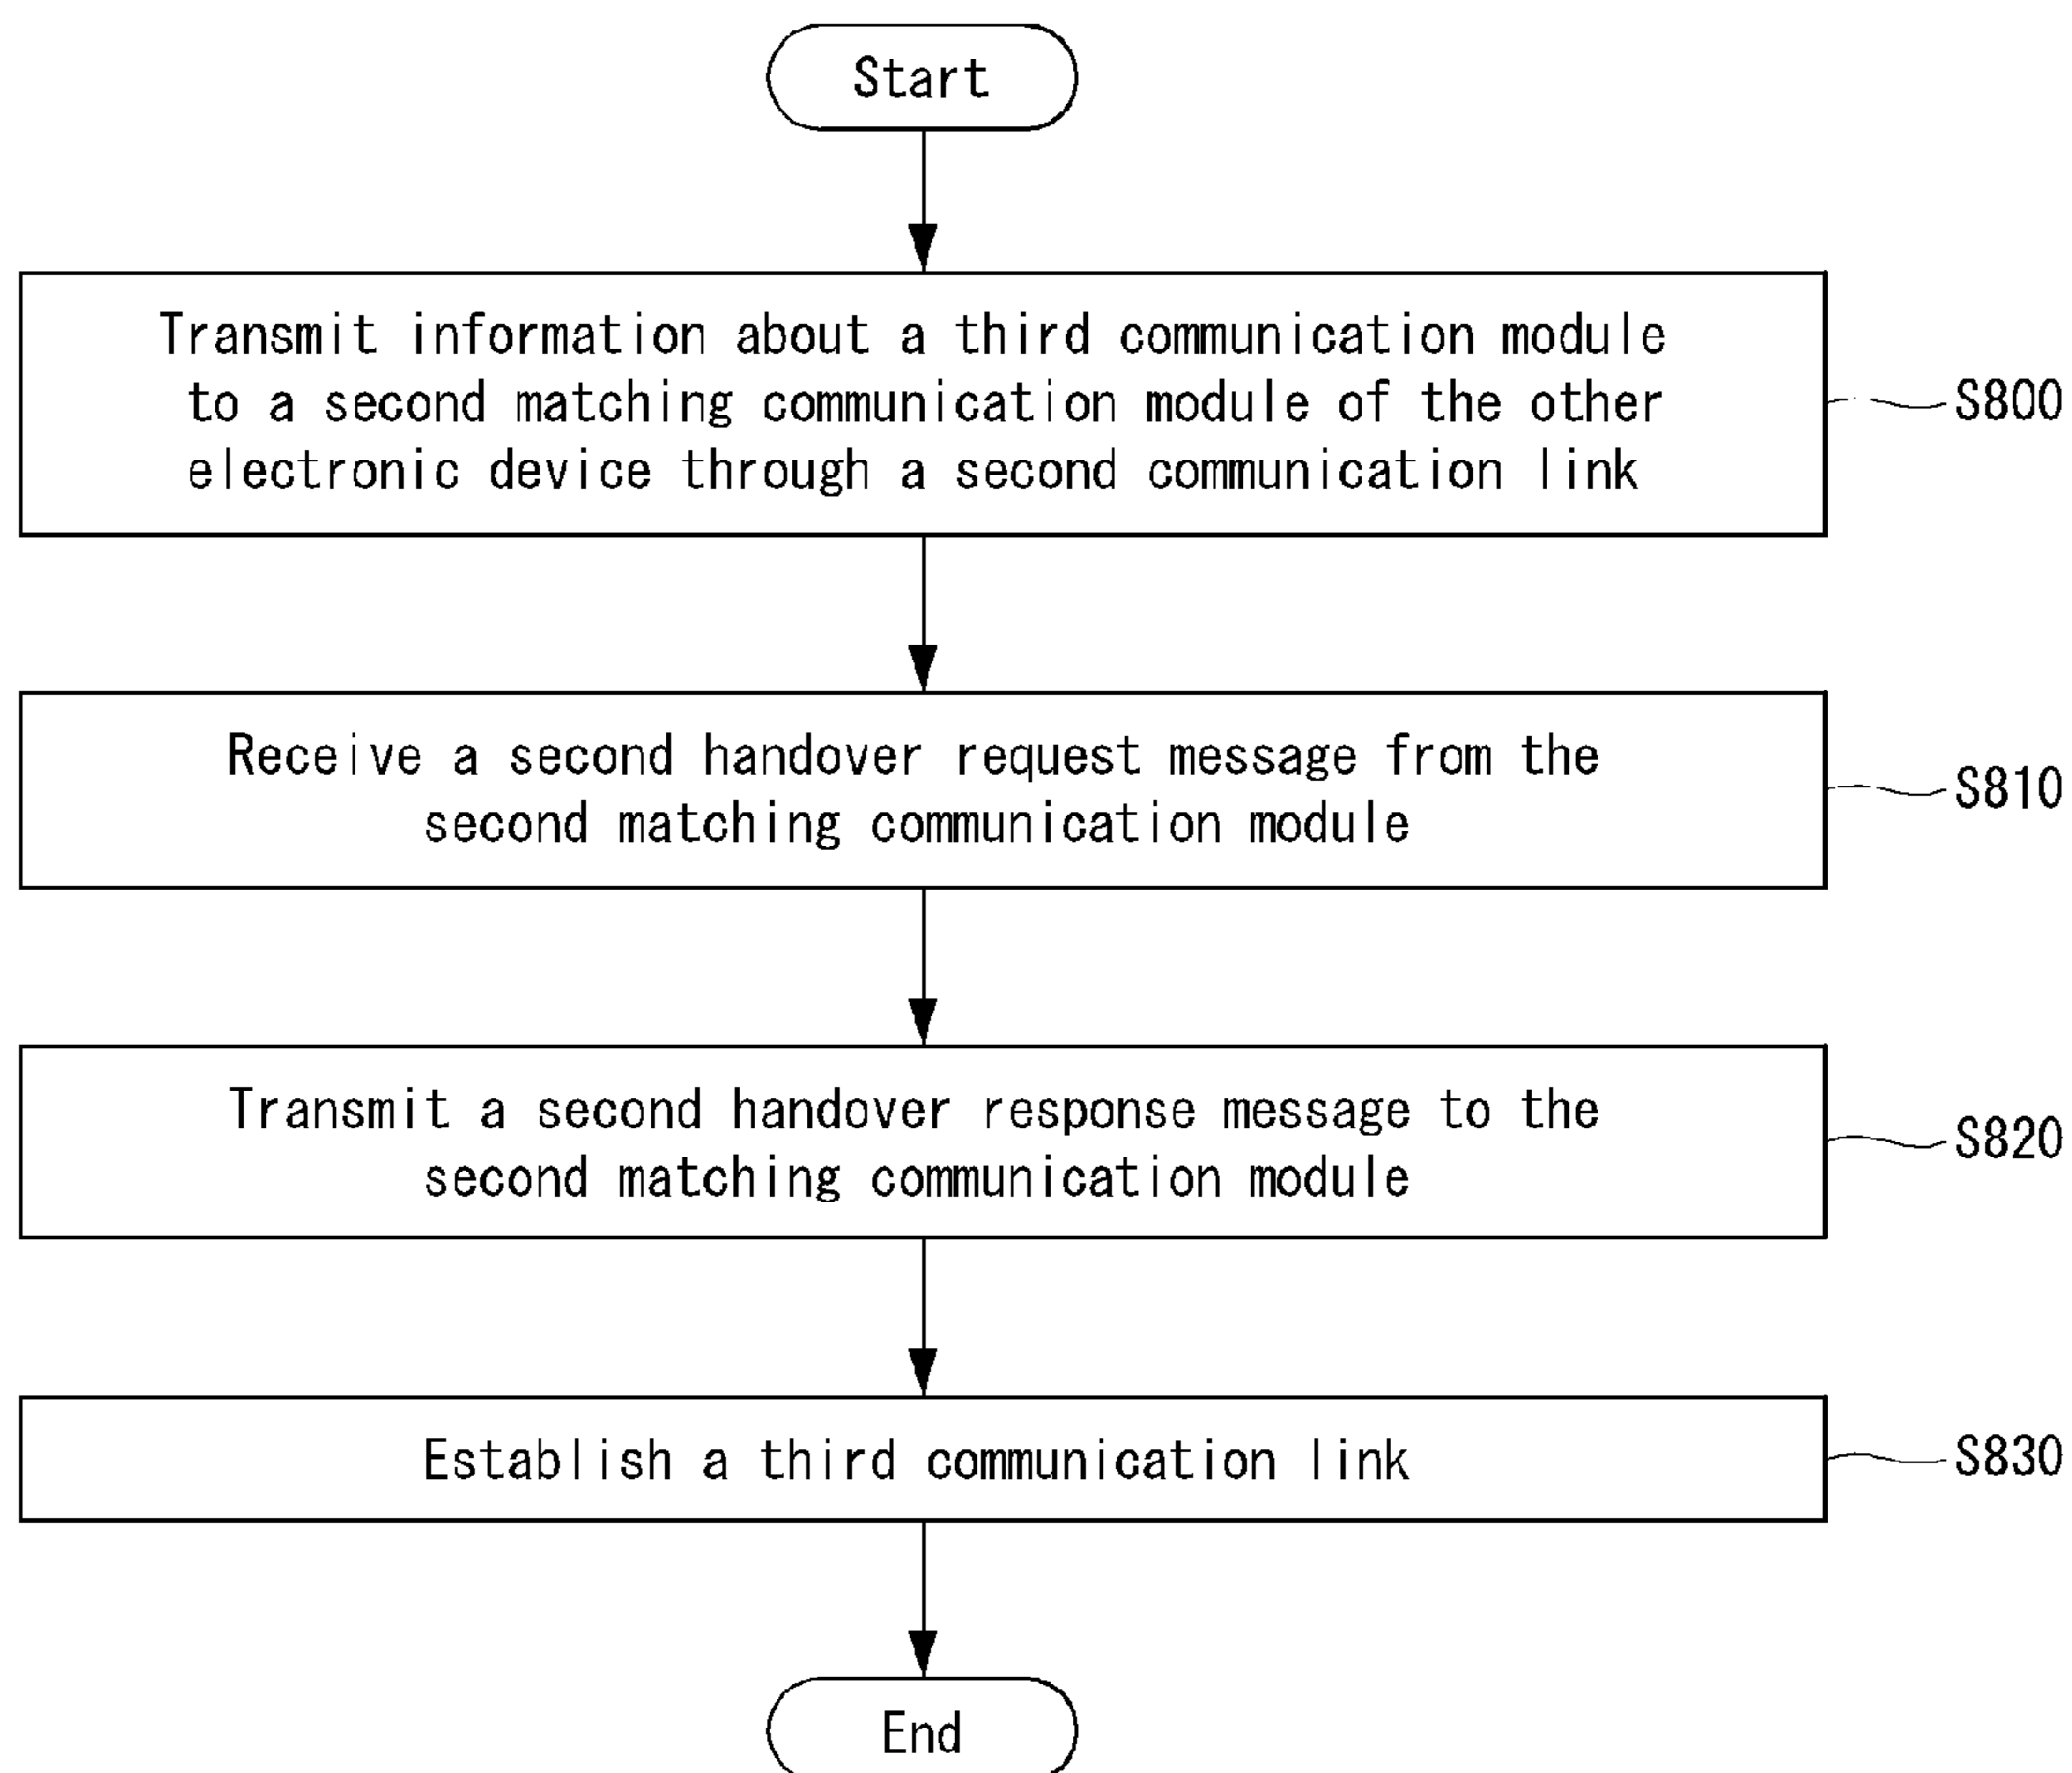 Start
Transmit information about a third communication module
to a second matching communication module of the other
electronic device through a second communication link
S800
Receive a second handover request message from the
second matching communication module
S810
Transmit a second handover response message to the
second matching communication module
S820
Establish a third communication link
S830
End